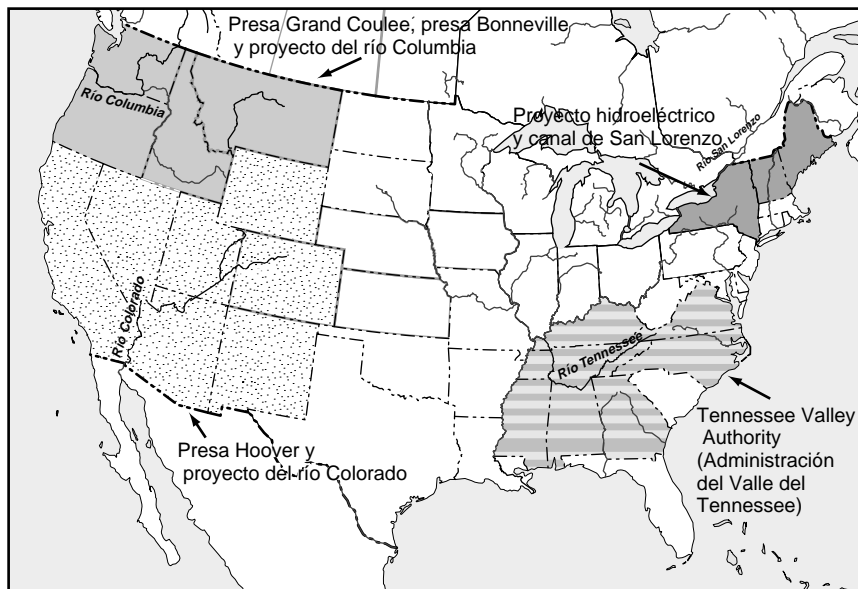 Presa Grand Coulee, presa Bonneville
y proyecto del río Columbia
Río Columbia
Proyecto hidroeléctrico
y canal de San Lorenzo
Río San Lorenzo
Río Colorado
Río Tennessee
Presa Hoover y
proyecto del río Colorado
Tennessee Valley
Authority
(Administración
del Valle del
Tennessee)